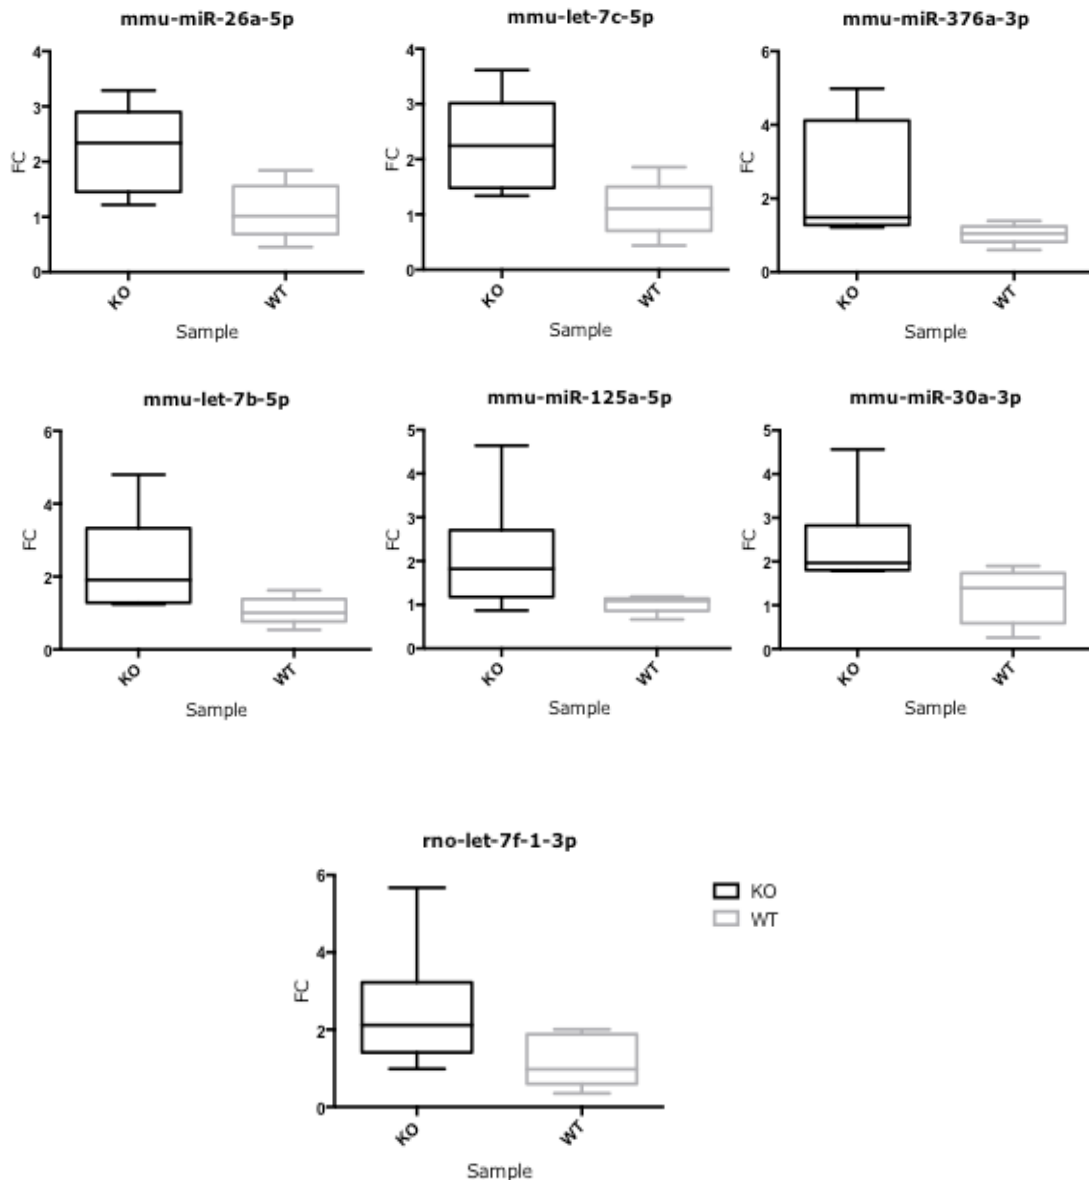 mmu-miR-26a-5p
4
3
2
1
0
FC
KO
WT
Sample
mmu-let-7c-5p
4
3
2
1
0
FC
KO
WT
Sample
mmu-miR-376a-3p
6
4
2
0
FC
KO
WT
Sample
mmu-let-7b-5p
6
4
2
0
FC
KO
WT
Sample
mmu-miR-125a-5p
5
4
3
2
1
0
FC
KO
WT
Sample
mmu-miR-30a-3p
5
4
3
2
1
0
FC
KO
WT
Sample
rno-let-7f-1-3p
6
4
2
0
FC
KO
WT
Sample
KO
WT